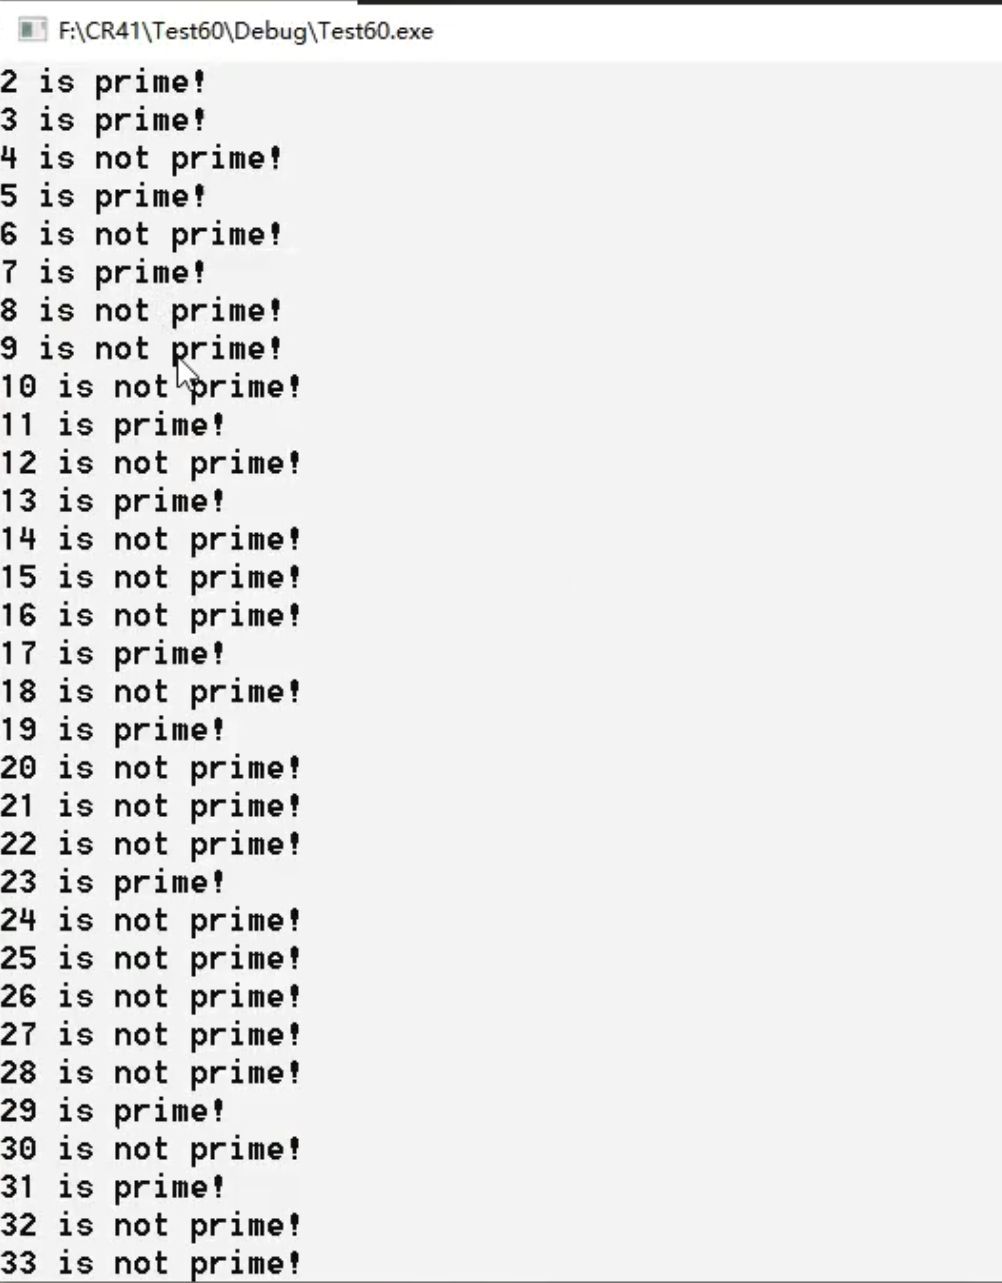 F:\CR41\Test60\Debug\Test60.exe
2 is prime!
3 is prime!
4 is not prime!
5 is prime!
6 is not prime!
7 is prime!
8 is not prime!
9 is not prime!
10 is not prime!
11 is prime!
12 is not prime!
13 is prime!
14 is not prime!
15 is not prime!
16 is not prime!
17 is prime!
18 is not prime!
19 is prime!
20 is not prime!
21 is not prime!
22 is not prime!
23 is prime!
24 is not prime!
25 is not prime!
26 is not prime!
27 is not prime!
28 is not prime!
29 is prime!
30 is not prime!
31 is prime!
32 is not prime!
33 is not prime!